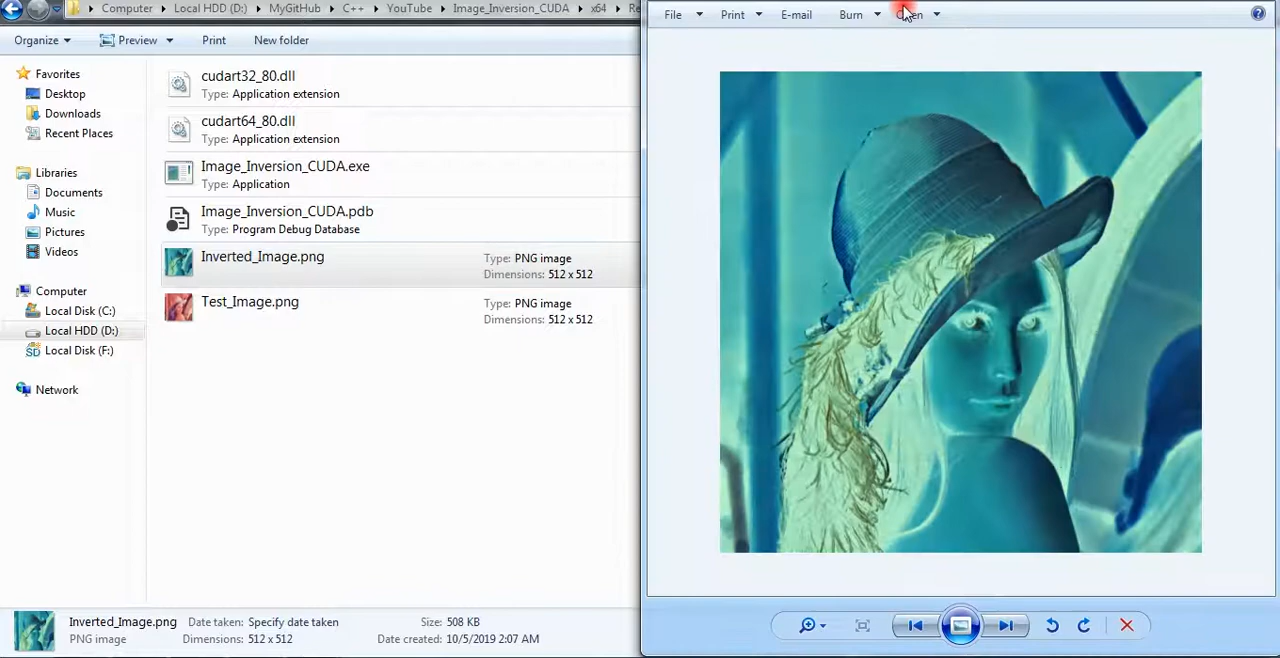 Computer Local HDD (D:) MyGitHub C++ YouTube Image_Inversion_CUDA x64
Organize Preview Print New folder
Favorites
Desktop
Downloads
Recent Places
Libraries
Documents
Music
Pictures
Videos
Computer
Local Disk (C:)
Local HDD (D:)
Local Disk (F:)
Network
cudart32_80.dll
Type: Application extension
cudart64_80.dll
Type: Application extension
Image_Inversion_CUDA.exe
Type: Application
Image_Inversion_CUDA.pdb
Type: Program Debug Database
Inverted_Image.png Type: PNG image
Dimensions: 512 x 512
Test_Image.png Type: PNG image
Dimensions: 512 x 512
Inverted_Image.png Date taken: Specify date taken Size: 508 KB
PNG image Dimensions: 512 x 512 Date created: 10/5/2019 2:07 AM
File Print E-mail Burn